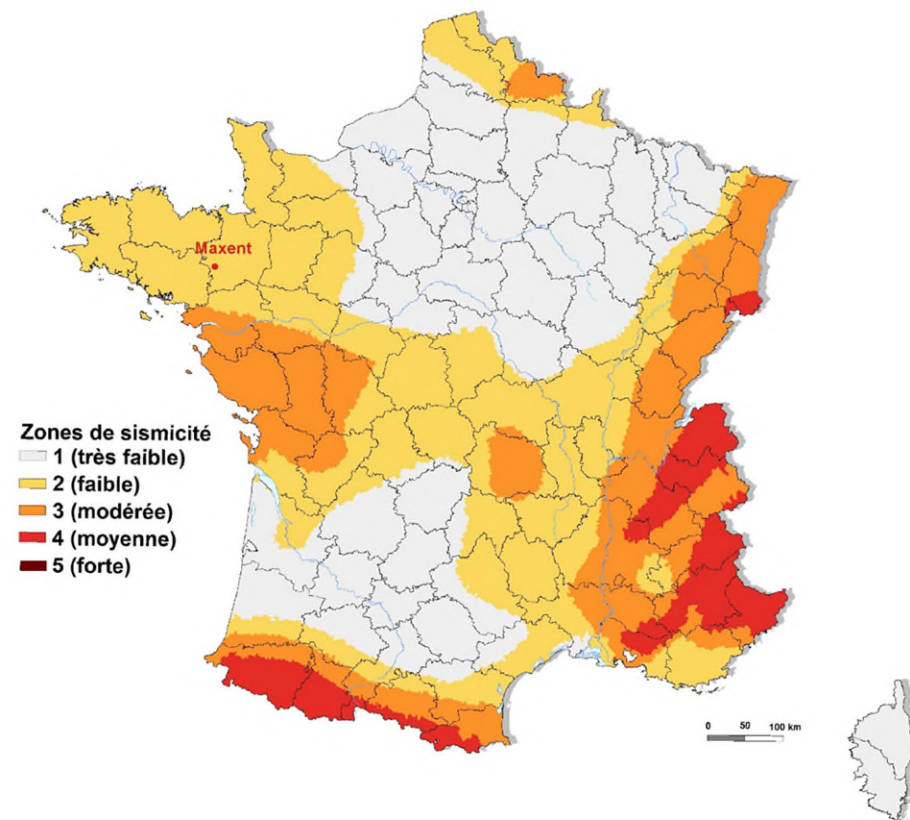 Maxent
Zones de sismicité
1 (très faible)
2 (faible)
3 (modérée)
4 (moyenne)
5 (forte)
0 50 100 km